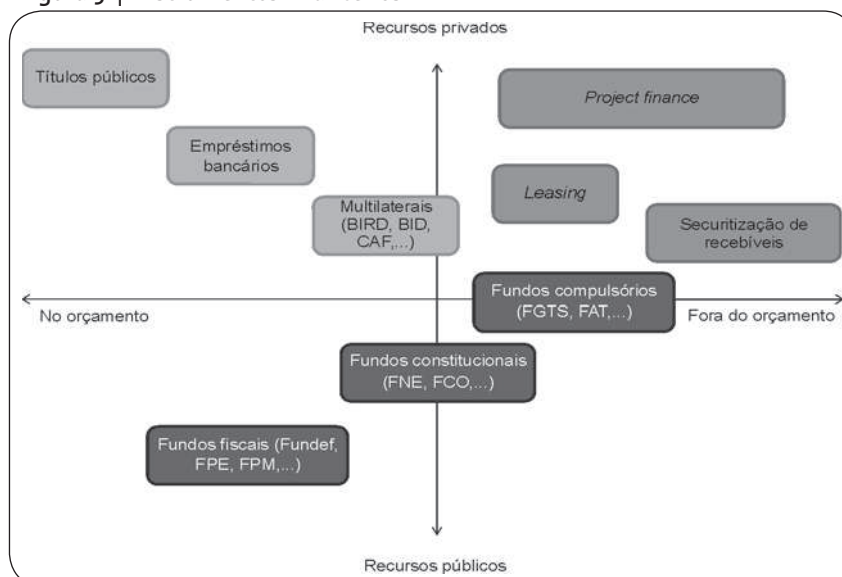 Recursos privados
Títulos públicos
Project finance
Empréstimos
bancários
Leasing
Multilaterais
(BIRD, BID,
CAF,...)
Securitização de
recebíveis
Fundos compulsórios
(FGTS, FAT,...)
No orçamento
Fora do orçamento
Fundos constitucionais
(FNE, FCO,...)
Fundos fiscais (Fundef,
FPE, FPM,...)
Recursos públicos